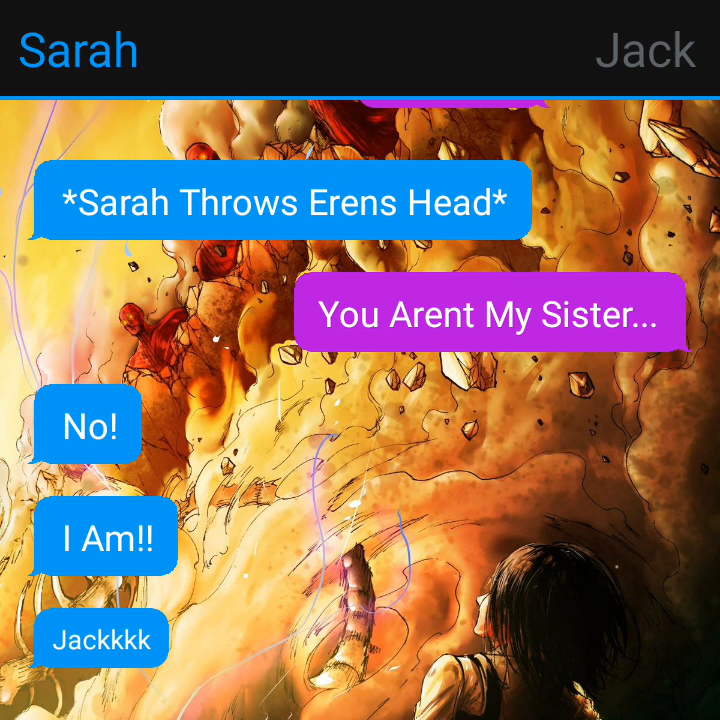 Sarah
Jack
*Sarah Throws Erens Head*
You Arent My Sister...
No!
I Am!!
Jackkkk